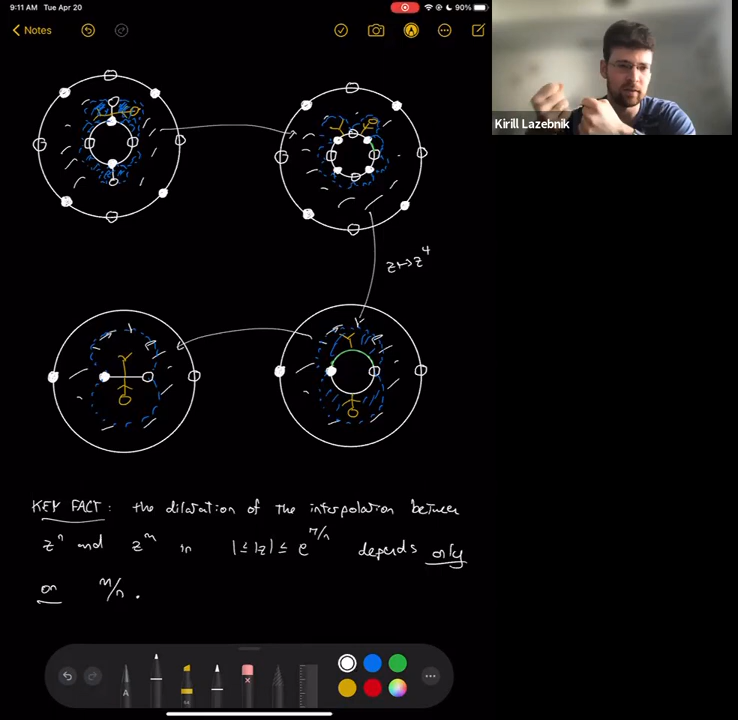 9:11 AM Tue Apr 20
90%
Notes
Kirill Lazebnik
z ↦ z^4
KEY FACT: the dilatation of the interpolation between
z^n and z^m in 1 ≤ |z| ≤ e^{π/n} depends only
on m/n.
A